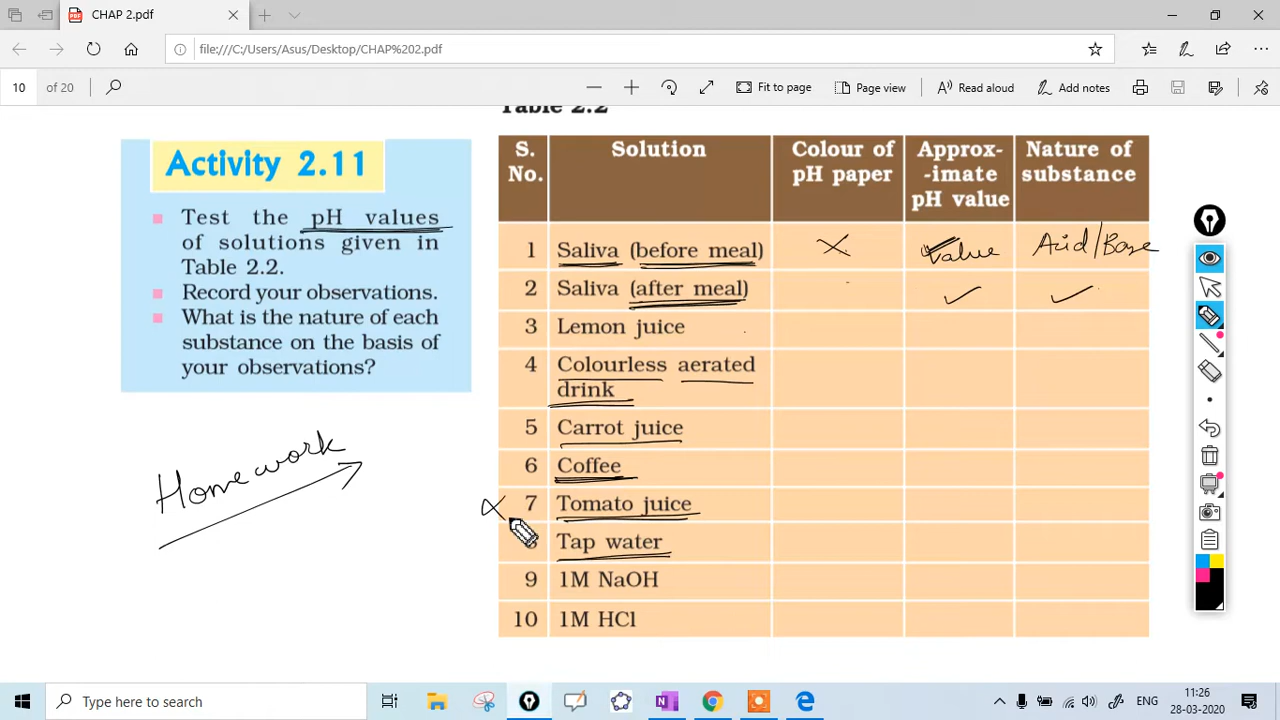 CHAP 2.pdf
file:///C:/Users/Asus/Desktop/CHAP%202.pdf
10 of 20
Fit to page
Page view
Read aloud
Add notes
Table 2.2
Activity 2.11
Test the pH values
of solutions given in
Table 2.2.
Record your observations.
What is the nature of each
substance on the basis of
your observations?
Homework
S. No. Solution Colour of pH paper Approx- -imate pH value Nature of substance
1 Saliva (before meal) Value Acid/Base
2 Saliva (after meal)
3 Lemon juice
4 Colourless aerated
drink
5 Carrot juice
6 Coffee
7 Tomato juice
Tap water
9 1M NaOH
10 1M HCl
Type here to search
ENG
11:26
28-03-2020